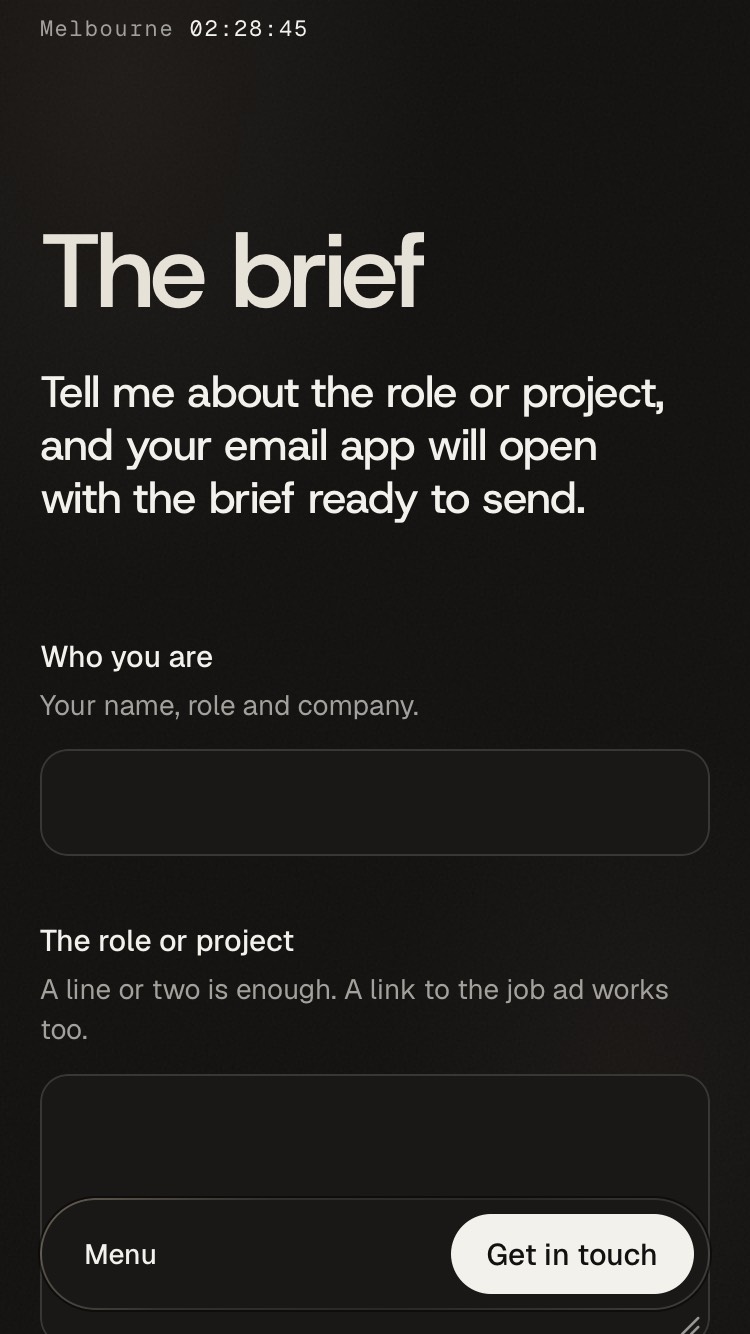 Melbourne 02:28:45
The brief
Tell me about the role or project,
and your email app will open
with the brief ready to send.
Who you are
Your name, role and company.
The role or project
A line or two is enough. A link to the job ad works
too.
Menu
Get in touch